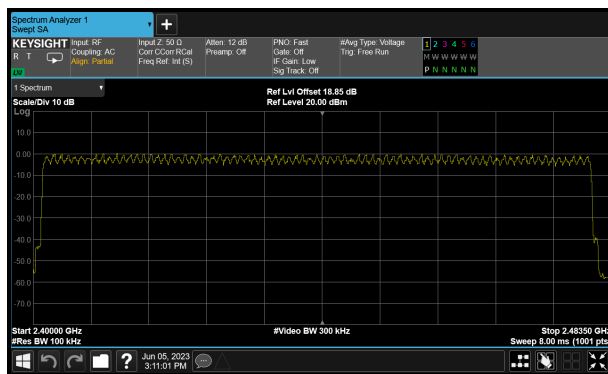 Spectrum Analyzer 1
Swept SA
+
KEYSIGHT Input: RF Input Z: 50 Ω Atten: 12 dB PNO: Fast #Avg Type: Voltage 1 2 3 4 5 6
R T Coupling: AC Corr CCorr RCal Preamp: Off Gate: Off Trig: Free Run M W W W W W
Align: Partial Freq Ref: Int (S) IF Gain: Low
LXI Sig Track: Off P N N N N N
1 Spectrum
Ref Lvl Offset 18.85 dB
Scale/Div 10 dB Ref Level 20.00 dBm
Log
10.0
0.00
-10.0
-20.0
-30.0
-40.0
-50.0
-60.0
-70.0
Start 2.40000 GHz #Video BW 300 kHz Stop 2.48350 GHz
#Res BW 100 kHz Sweep 8.00 ms (1001 pts
? Jun 05, 2023
3:11:01 PM